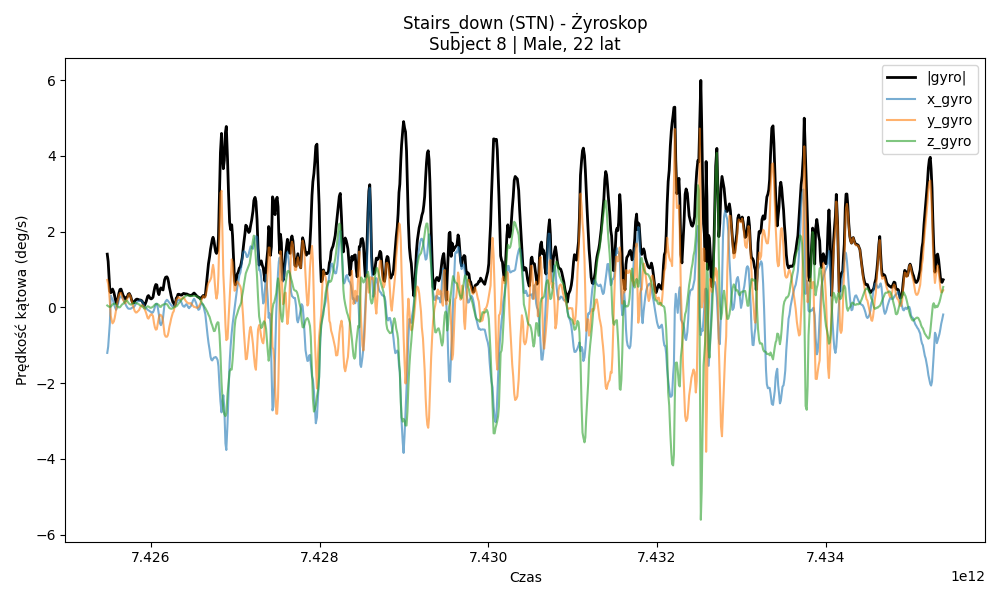 Stairs_down (STN) - Żyroskop
Subject 8 | Male, 22 lat
|gyro|
x_gyro
y_gyro
z_gyro
Prędkość kątowa (deg/s)
6
4
2
0
−2
−4
−6
7.426 7.428 7.430 7.432 7.434
1e12
Czas